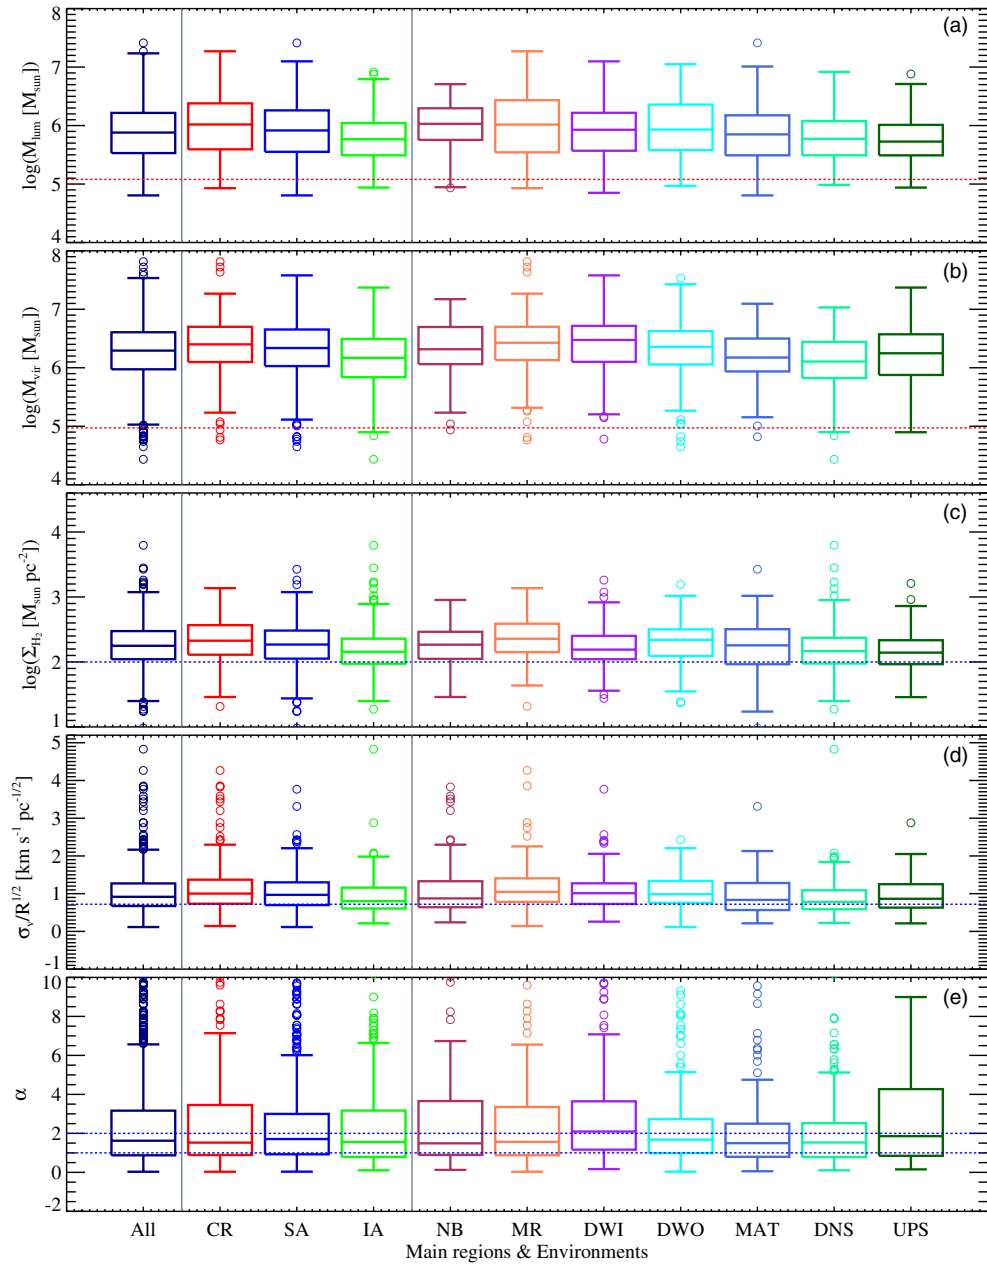 (a)
8
7
6
5
4
log(M_lum [M_sun])
(b)
8
7
6
5
4
log(M_vir [M_sun])
(c)
4
3
2
1
log(Σ_H₂ [M_sun pc⁻²])
(d)
5
4
3
2
1
0
-1
σ_v/R^1/2 [km s⁻¹ pc^-1/2]
(e)
10
8
6
4
2
0
-2
α
All CR SA IA NB MR DWI DWO MAT DNS UPS
Main regions & Environments